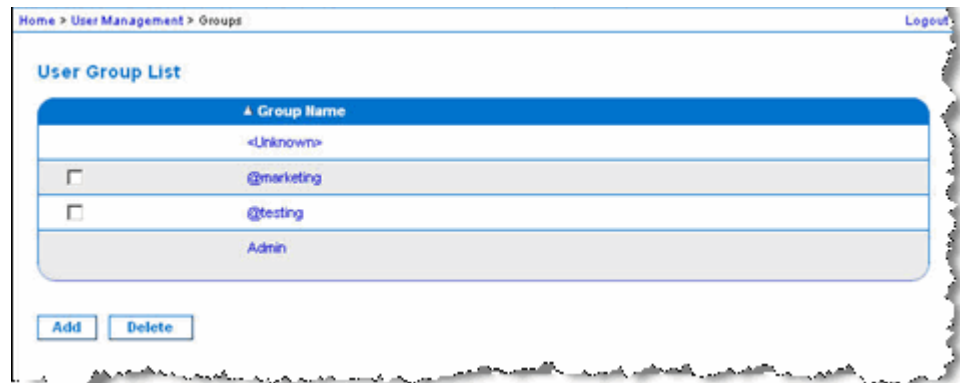 Home > User Management > Groups
Logout
User Group List
▲ Group Name
<Unknown>
@marketing
@testing
Admin
Add
Delete